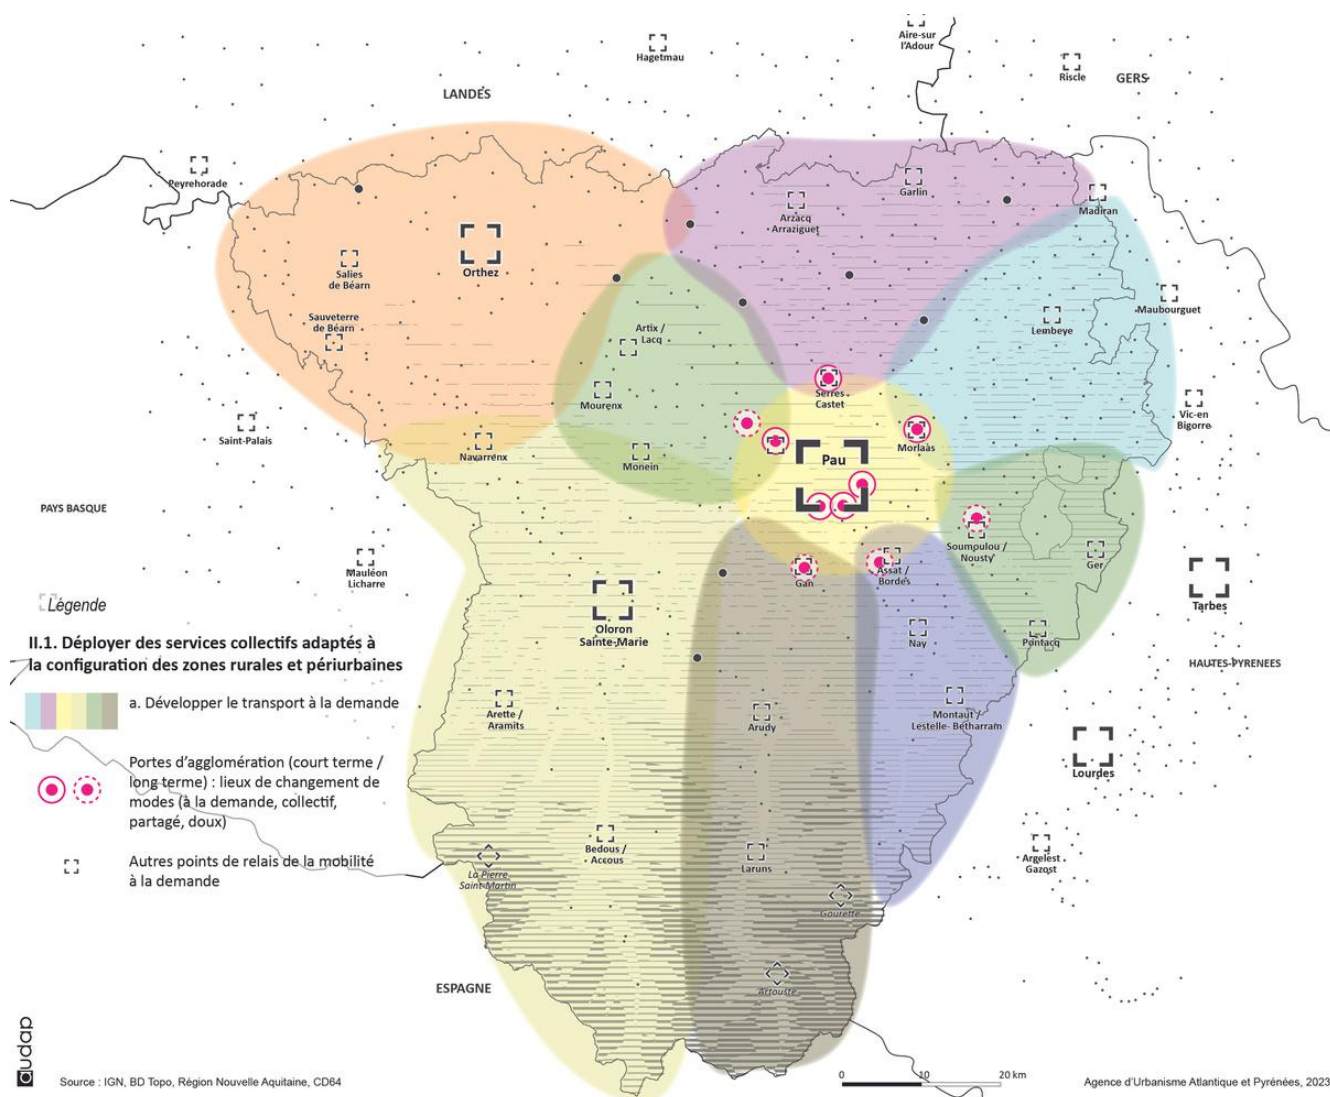 Aire-sur
l'Adour
Hagetmau
Riscle
GERS
LANDES
Peyrehorade
Garlin
Madiran
Arzacq
Arraziguet
Orthez
Salies
de Béarn
Maubourguet
Sauveterre
de Béarn
Artix /
Lacq
Lembeye
Mourenx
Serres
Castet
Vic-en
Bigorre
Saint-Palais
Navarrenx
Monein
Pau
Morlaàs
PAYS BASQUE
Soumpulou /
Nousty
Ger
Mauléon
Licharre
Gan
Assat /
Bordes
Tarbes
Oloron
Sainte-Marie
Nay
Pontacq
HAUTES-PYRENEES
Légende
II.1. Déployer des services collectifs adaptés à
la configuration des zones rurales et périurbaines
a. Développer le transport à la demande
Portes d'agglomération (court terme /
long terme) : lieux de changement de
modes (à la demande, collectif,
partagé, doux)
Autres points de relais de la mobilité
à la demande
Arette /
Aramits
Arudy
Montaut /
Lestelle- Bétharram
Lourdes
Bedous /
Accous
La Pierre
Saint-Martin
Laruns
Argelest
Gazost
Gourette
Artouste
ESPAGNE
audap
Source : IGN, BD Topo, Région Nouvelle Aquitaine, CD64
0 10 20 km
Agence d'Urbanisme Atlantique et Pyrénées, 2023